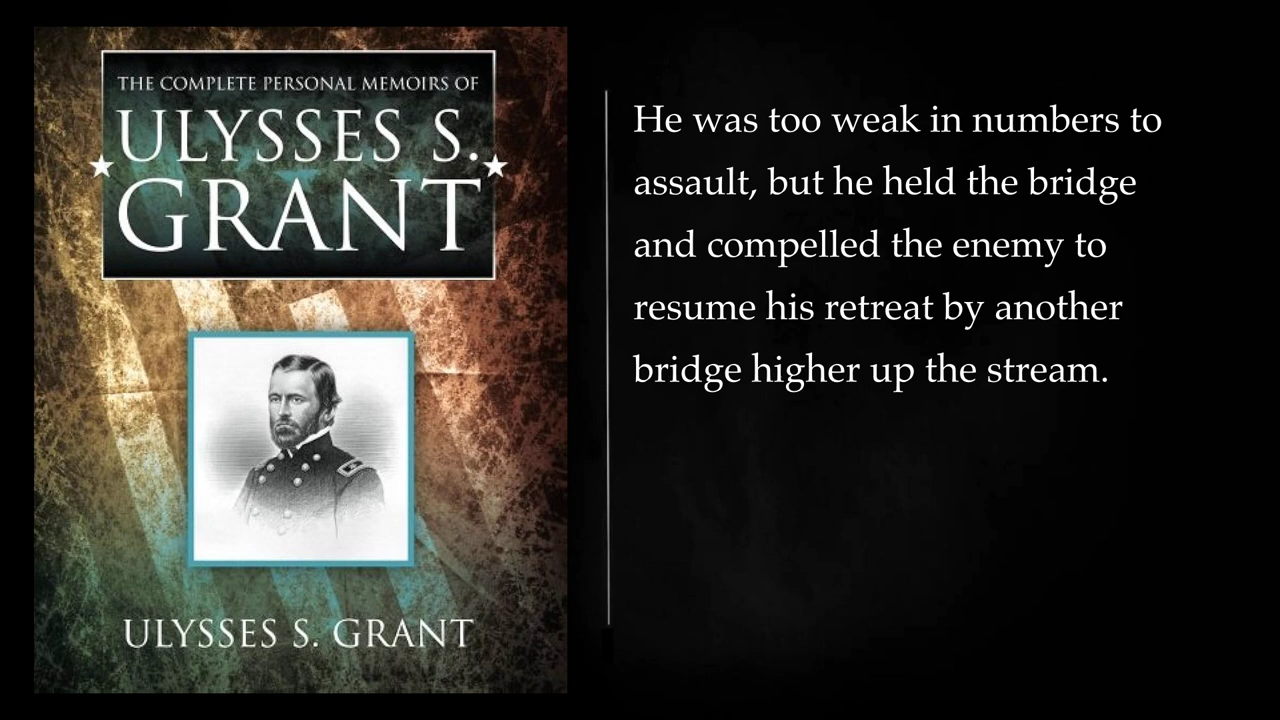 THE COMPLETE PERSONAL MEMOIRS OF
ULYSSES S.
GRANT
ULYSSES S. GRANT
He was too weak in numbers to
assault, but he held the bridge
and compelled the enemy to
resume his retreat by another
bridge higher up the stream.